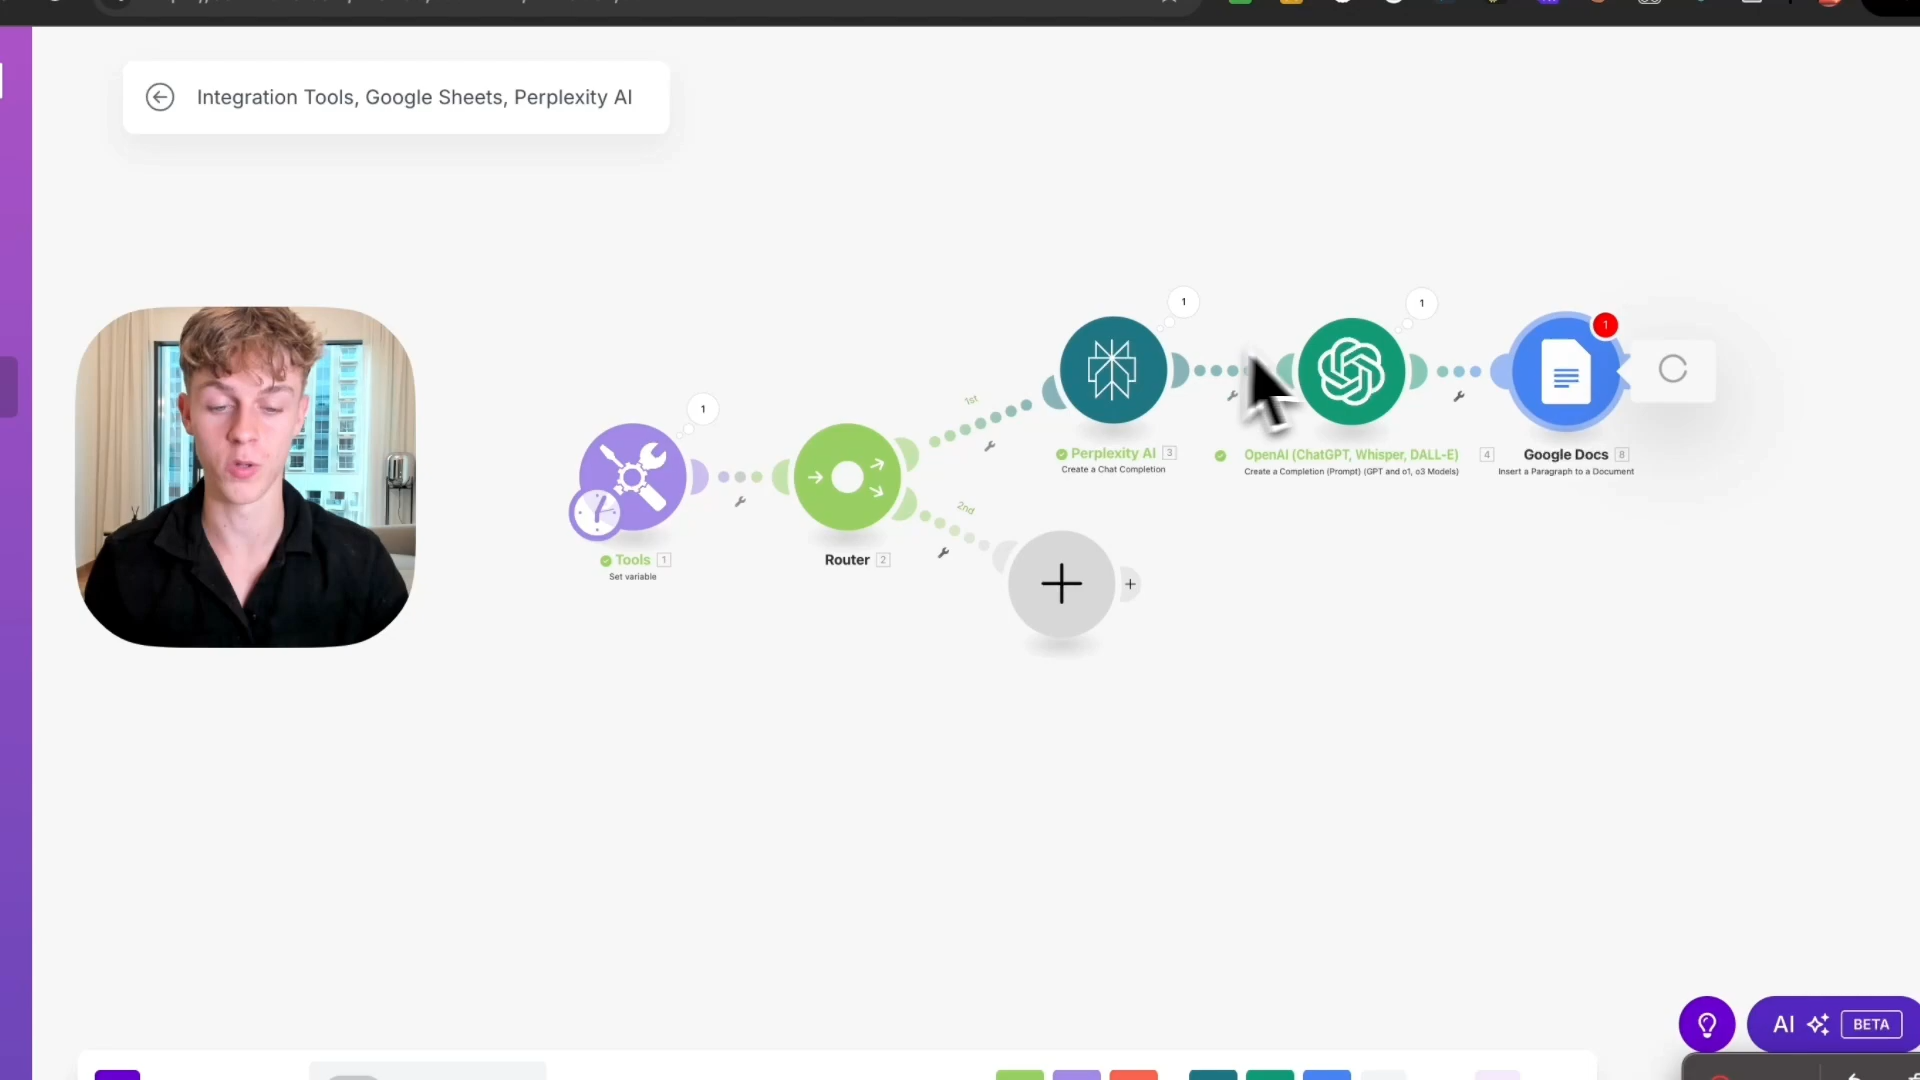 Integration Tools, Google Sheets, Perplexity AI
1
1
1
1
1st
Perplexity AI 3
Create a Chat Completion
OpenAI (ChatGPT, Whisper, DALL-E) 4
Create a Completion (Prompt) (GPT and o1, o3 Models)
Google Docs 8
Insert a Paragraph to a Document
2nd
Tools 1
Set variable
Router 2
AI BETA